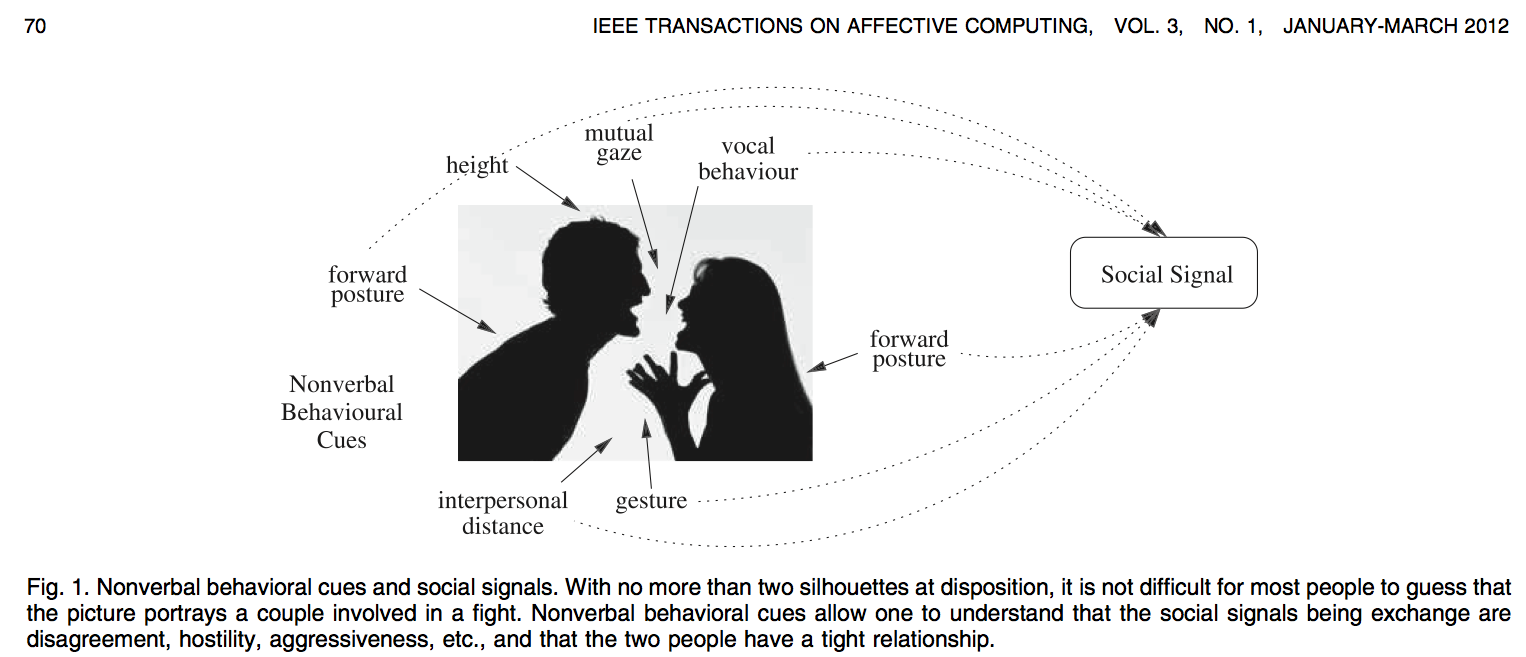 70
IEEE TRANSACTIONS ON AFFECTIVE COMPUTING, VOL. 3, NO. 1, JANUARY-MARCH 2012
mutual
gaze
vocal
behaviour
height
forward
posture
Social Signal
forward
posture
Nonverbal
Behavioural
Cues
interpersonal
distance
gesture
Fig. 1. Nonverbal behavioral cues and social signals. With no more than two silhouettes at disposition, it is not difficult for most people to guess that
the picture portrays a couple involved in a fight. Nonverbal behavioral cues allow one to understand that the social signals being exchange are
disagreement, hostility, aggressiveness, etc., and that the two people have a tight relationship.